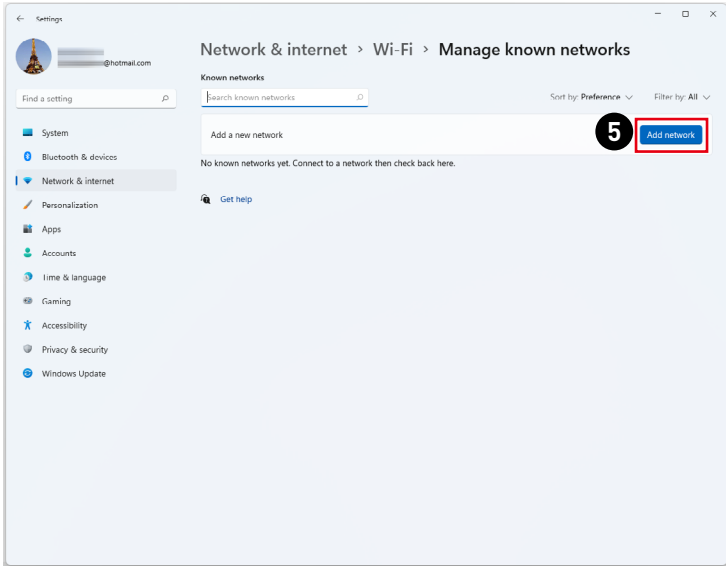 Settings
@hotmail.com
Find a setting
System
Bluetooth & devices
Network & internet
Personalization
Apps
Accounts
Time & language
Gaming
Accessibility
Privacy & security
Windows Update
Network & internet > Wi-Fi > Manage known networks
Known networks
Search known networks
Sort by: Preference
Filter by: All
Add a new network
5
Add network
No known networks yet. Connect to a network then check back here.
Get help